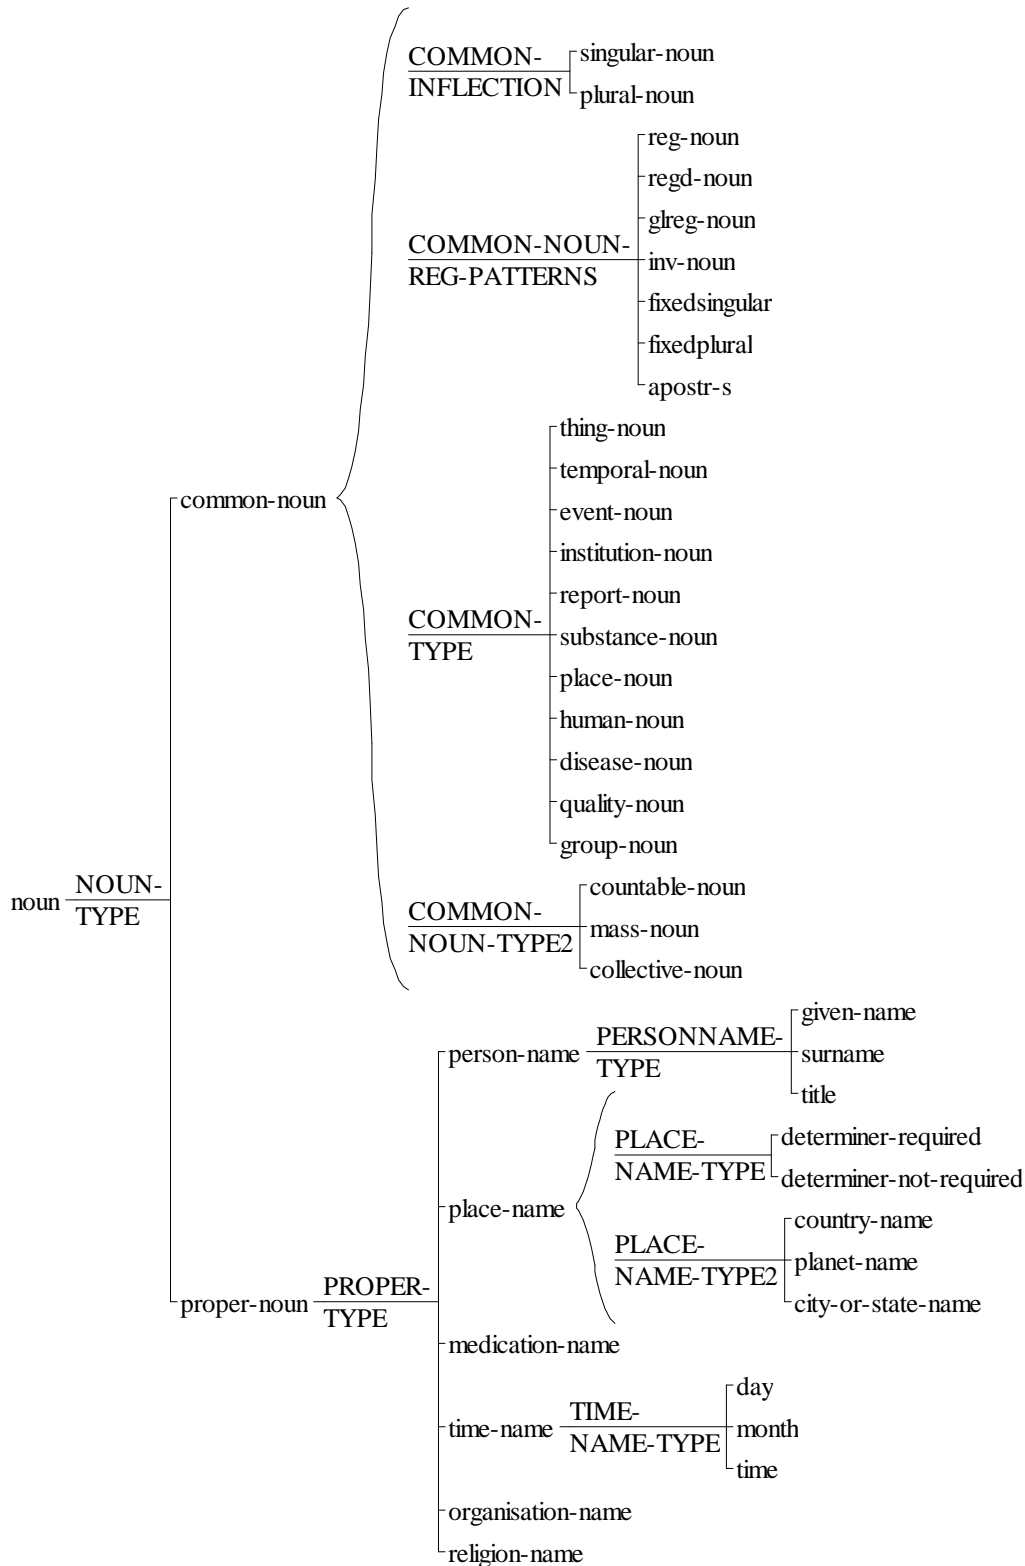 COMMON-
INFLECTION
singular-noun
plural-noun
COMMON-NOUN-
REG-PATTERNS
reg-noun
regd-noun
glreg-noun
inv-noun
fixedsingular
fixedplural
apostr-s
common-noun
COMMON-
TYPE
thing-noun
temporal-noun
event-noun
institution-noun
report-noun
substance-noun
place-noun
human-noun
disease-noun
quality-noun
group-noun
noun
NOUN-
TYPE
COMMON-
NOUN-TYPE2
countable-noun
mass-noun
collective-noun
person-name
PERSONNAME-
TYPE
given-name
surname
title
place-name
PLACE-
NAME-TYPE
determiner-required
determiner-not-required
PLACE-
NAME-TYPE2
country-name
planet-name
city-or-state-name
proper-noun
PROPER-
TYPE
medication-name
time-name
TIME-
NAME-TYPE
day
month
time
organisation-name
religion-name